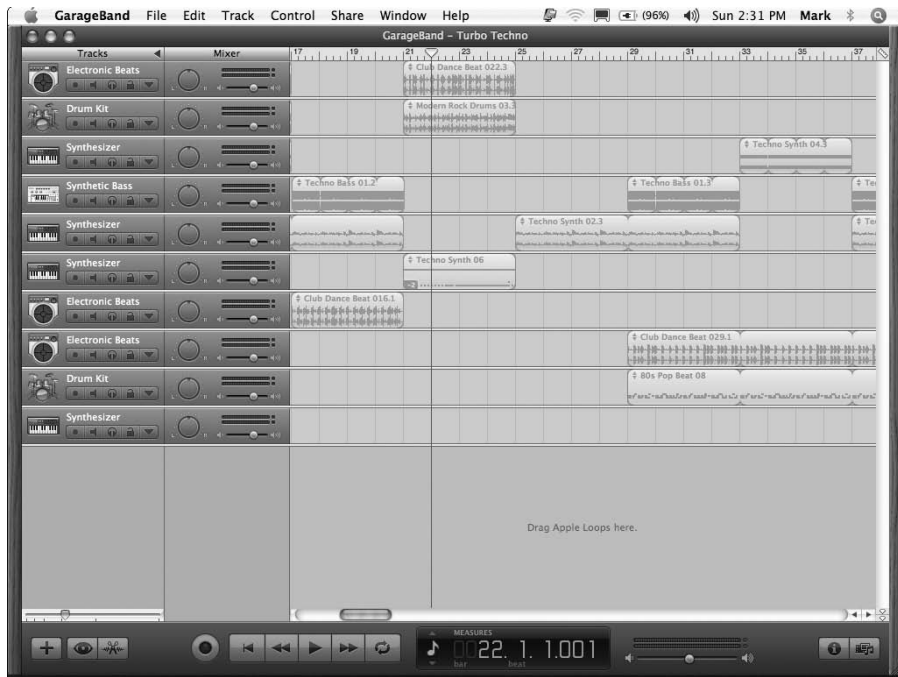 GarageBand File Edit Track Control Share Window Help (96%) Sun 2:31 PM Mark
GarageBand – Turbo Techno
Tracks Mixer 17 19 21 23 25 27 29 31 33 35 37
Electronic Beats Club Dance Beat 022.3
Drum Kit Modern Rock Drums 03.3
Synthesizer Techno Synth 04.3
Synthetic Bass Techno Bass 01.2 Techno Bass 01.3
Synthesizer Techno Synth 02.3
Synthesizer Techno Synth 06
Electronic Beats Club Dance Beat 016.1
Electronic Beats Club Dance Beat 029.1
Drum Kit 80s Pop Beat 08
Synthesizer
Drag Apple Loops here.
MEASURES
22. 1. 1.001
bar beat